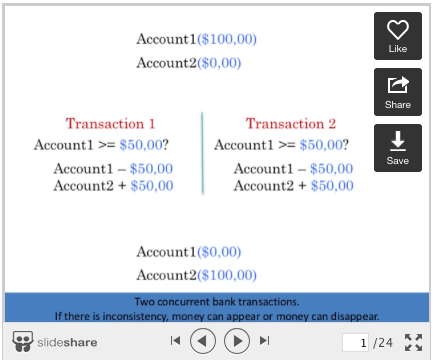 Account1($100,00)
Account2($0,00)
Like
Share
Save
Transaction 1
Account1 >= $50,00?
Account1 – $50,00
Account2 + $50,00
Transaction 2
Account1 >= $50,00?
Account1 – $50,00
Account2 + $50,00
Account1($0,00)
Account2($100,00)
Two concurrent bank transactions.
If there is inconsistency, money can appear or money can disappear.
slideshare
1 /24